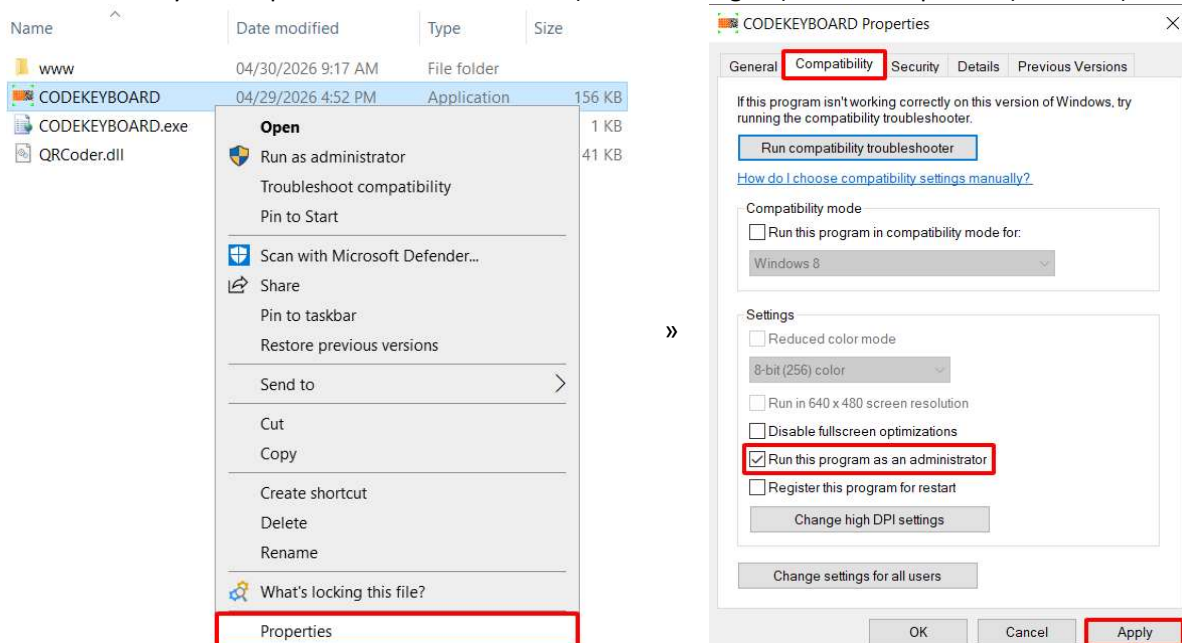 Name Date modified Type Size
www 04/30/2026 9:17 AM File folder
CODEKEYBOARD 04/29/2026 4:52 PM Application 156 KB
CODEKEYBOARD.exe 1 KB
QRCoder.dll 41 KB
Open
Run as administrator
Troubleshoot compatibility
Pin to Start
Scan with Microsoft Defender...
Share
Pin to taskbar
Restore previous versions
Send to
Cut
Copy
Create shortcut
Delete
Rename
What's locking this file?
Properties
»
CODEKEYBOARD Properties
General Compatibility Security Details Previous Versions
If this program isn't working correctly on this version of Windows, try
running the compatibility troubleshooter.
Run compatibility troubleshooter
How do I choose compatibility settings manually?
Compatibility mode
Run this program in compatibility mode for:
Windows 8
Settings
Reduced color mode
8-bit (256) color
Run in 640 x 480 screen resolution
Disable fullscreen optimizations
Run this program as an administrator
Register this program for restart
Change high DPI settings
Change settings for all users
OK Cancel Apply